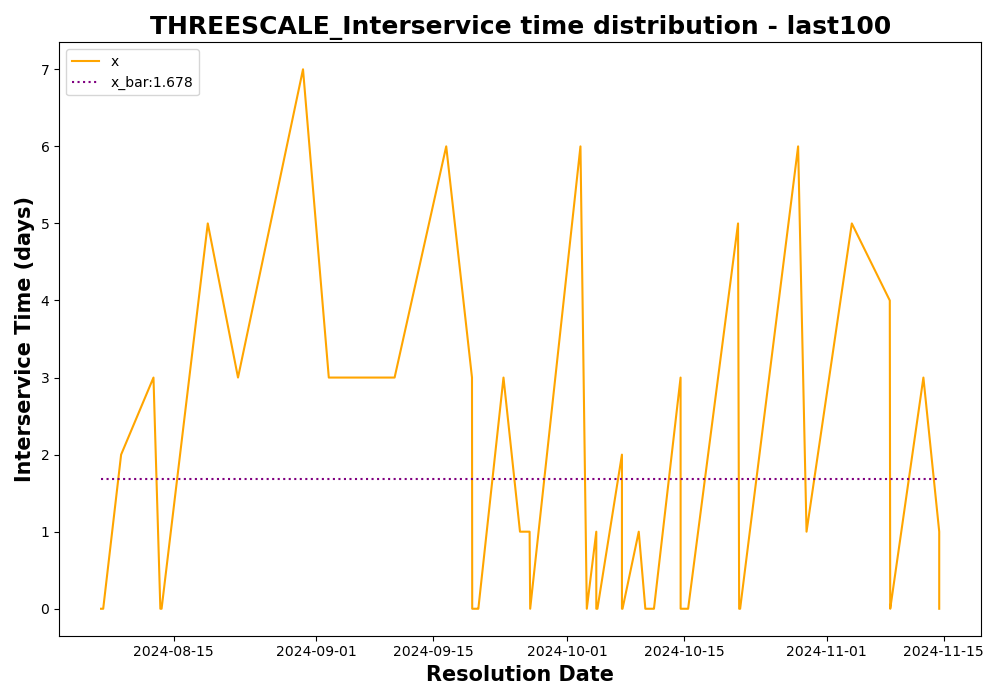 THREESCALE_Interservice time distribution - last100
x
x_bar:1.678
Interservice Time (days)
7
6
5
4
3
2
1
0
2024-08-15 2024-09-01 2024-09-15 2024-10-01 2024-10-15 2024-11-01 2024-11-15
Resolution Date